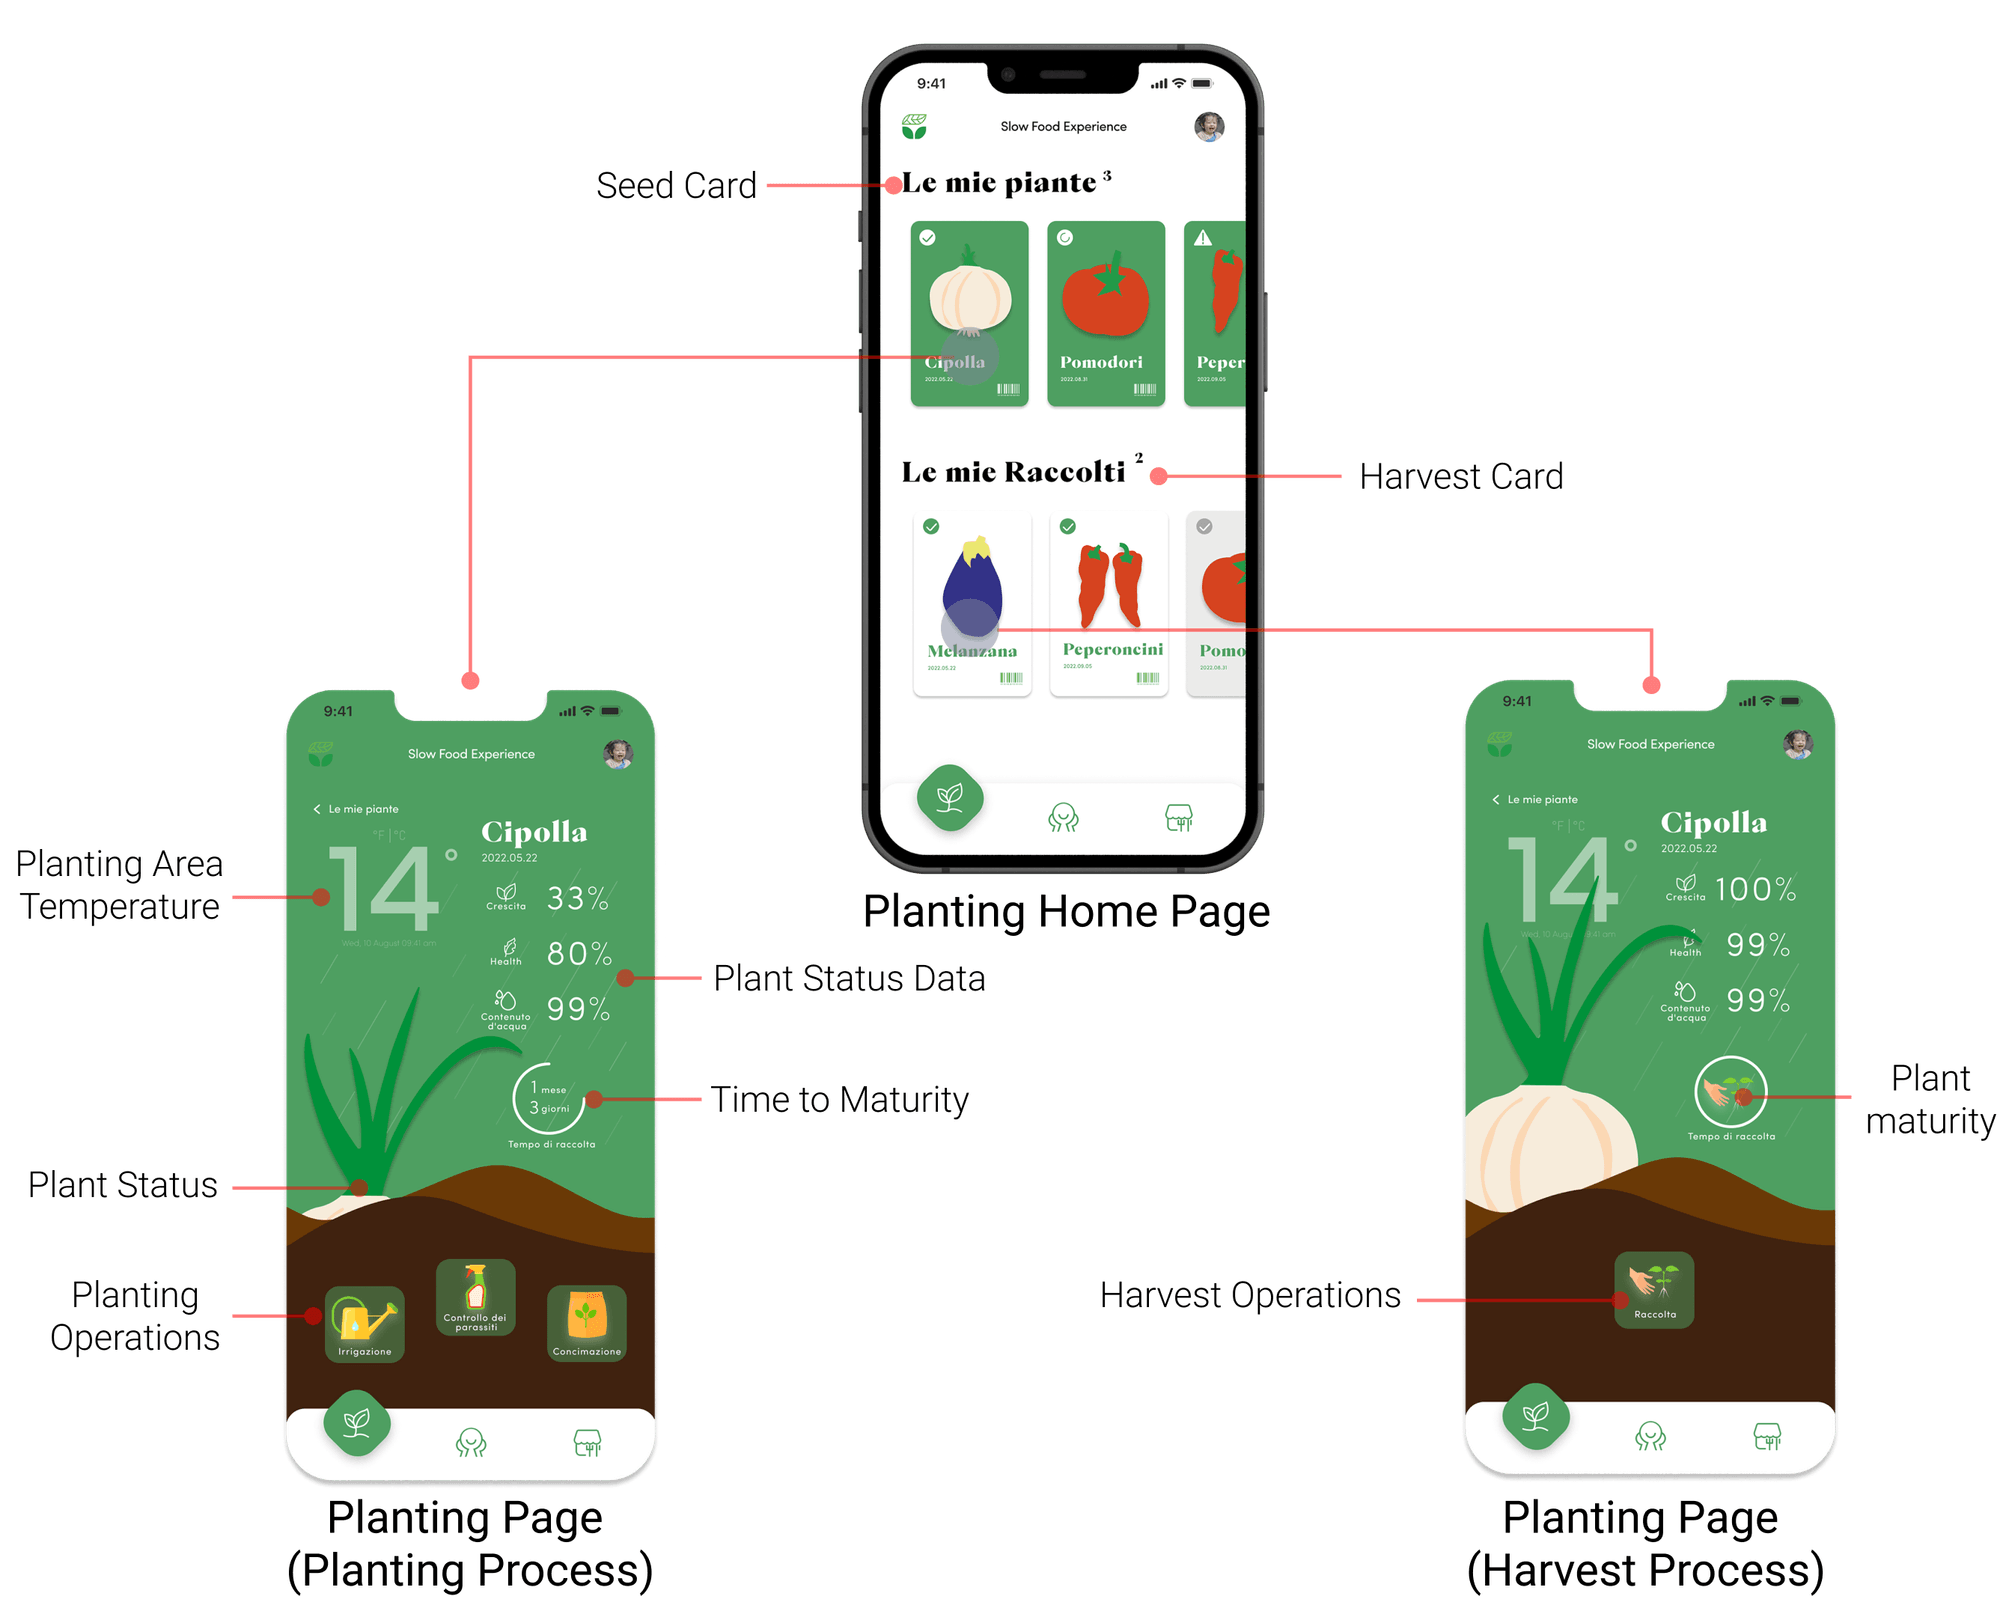 9:41
Slow Food Experience
Seed Card
Le mie piante 3
Cipolla
2022.05.22
Pomodori
2022.08.31
Peper
2022.09.05
Le mie Raccolti 2
Harvest Card
Melanzana
2022.05.22
Peperoncini
2022.09.05
Pomo
2022.08.31
Planting Home Page
9:41
Slow Food Experience
Le mie piante
°F | °C
14°
Wed, 10 August 09:41 am
Cipolla
2022.05.22
Crescita
33%
Health
80%
Contenuto
d'acqua
99%
1 mese
3 giorni
Tempo di raccolta
Planting Area
Temperature
Plant Status Data
Time to Maturity
Plant Status
Planting
Operations
Irrigazione
Controllo dei
parassiti
Concimazione
Planting Page
(Planting Process)
9:41
Slow Food Experience
Le mie piante
°F | °C
14°
Wed, 10 August 09:41 am
Cipolla
2022.05.22
Crescita
100%
Health
99%
Contenuto
d'acqua
99%
Tempo di raccolta
Plant
maturity
Harvest Operations
Raccolta
Planting Page
(Harvest Process)